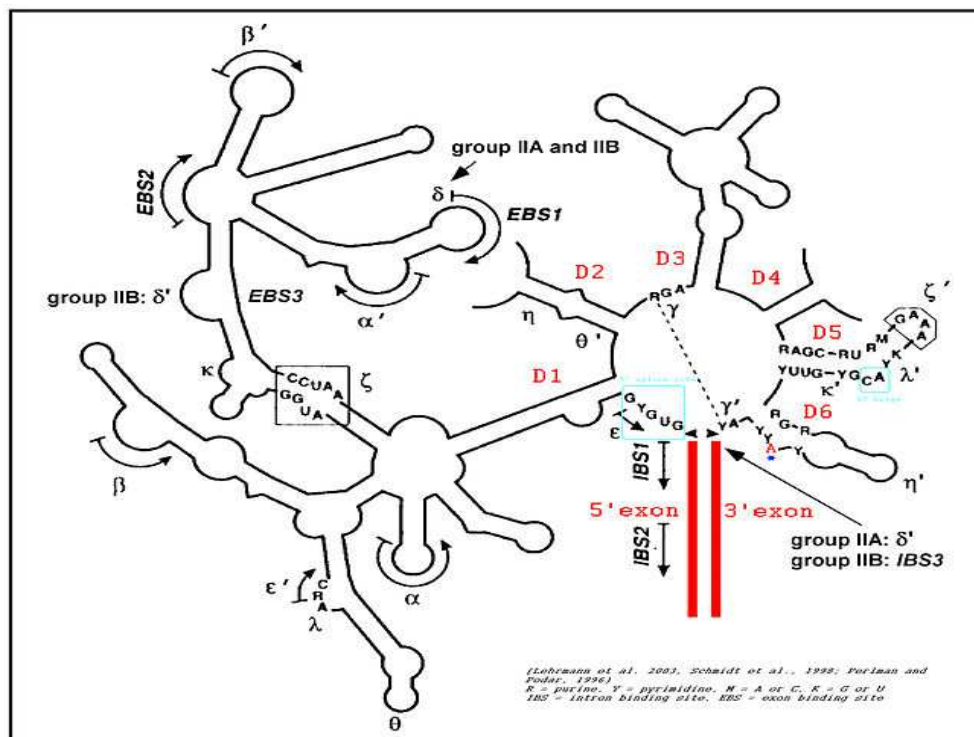 β′
EBS2
group IIA and IIB
δ
EBS1
D2
D3
D4
R G A
γ
group IIB: δ'
EBS3
α′
η
θ '
ζ ′
G A A A
D5
M
R
R A G C – R U
K
Y
Y U U G – Y G C A
λ'
κ'
κ
C C U A A
G G U A
ζ
D1
G Y G U G
ε
γ′
Y A
D6
R G R
Y Y A Y
*
η'
IBS1
β
5'exon
3'exon
IBS2
group IIA: δ'
group IIB: IBS3
ε′
C
R
A
λ
α
θ
(Lehrmann et al. 2003, Schmidt et al., 1998; Perlman and
Podar, 1996)
R = purine, Y = pyrimidine, M = A or C, K = G or U
IBS = intron binding site, EBS = exon binding site